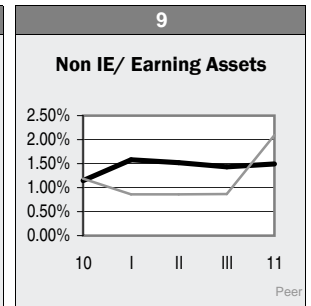 9
Non IE/ Earning Assets
2.50%
2.00%
1.50%
1.00%
0.50%
0.00%
10 I II III 11
Peer